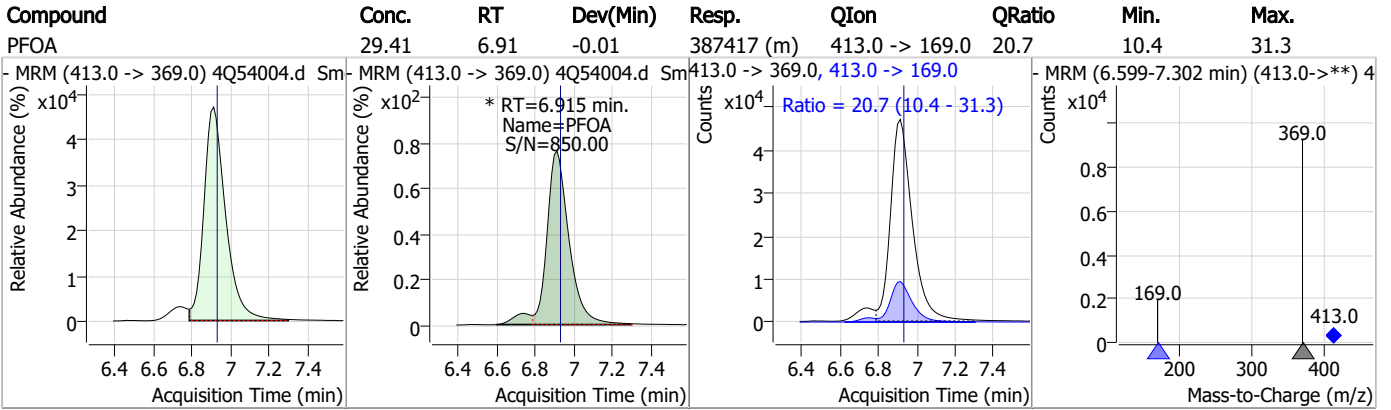 Compound Conc. RT Dev(Min) Resp. QIon QRatio Min. Max.
PFOA 29.41 6.91 -0.01 387417 (m) 413.0 -> 169.0 20.7 10.4 31.3
- MRM (413.0 -> 369.0) 4Q54004.d Sm
Relative Abundance (%)
x10⁴
4
3
2
1
0
6.4 6.6 6.8 7 7.2 7.4
Acquisition Time (min)
- MRM (413.0 -> 369.0) 4Q54004.d Sm
Relative Abundance (%)
x10²
* RT=6.915 min.
Name=PFOA
S/N=850.00
0.8
0.6
0.4
0.2
0
6.4 6.6 6.8 7 7.2 7.4
Acquisition Time (min)
413.0 -> 369.0, 413.0 -> 169.0
Counts
x10⁴
Ratio = 20.7 (10.4 - 31.3)
4
3
2
1
0
6.4 6.6 6.8 7 7.2 7.4
Acquisition Time (min)
- MRM (6.599-7.302 min) (413.0->**) 4
Counts
x10⁴
369.0
0.8
0.6
0.4
0.2
169.0
413.0
0
200 300 400
Mass-to-Charge (m/z)